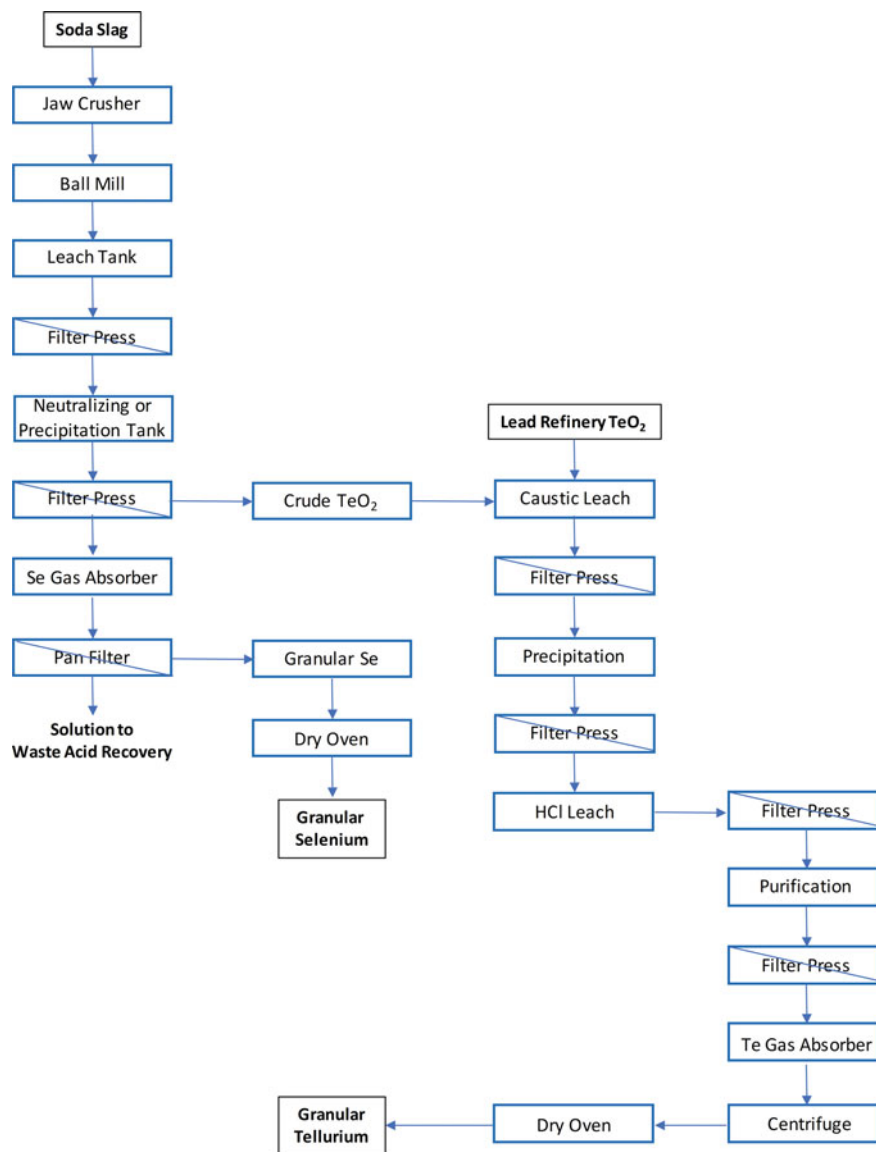 Soda Slag
Jaw Crusher
Ball Mill
Leach Tank
Filter Press
Neutralizing or
Precipitation Tank
Lead Refinery TeO₂
Filter Press
Crude TeO₂
Caustic Leach
Se Gas Absorber
Filter Press
Pan Filter
Granular Se
Precipitation
Solution to
Waste Acid Recovery
Dry Oven
Filter Press
Granular
Selenium
HCl Leach
Filter Press
Purification
Filter Press
Te Gas Absorber
Granular
Tellurium
Dry Oven
Centrifuge